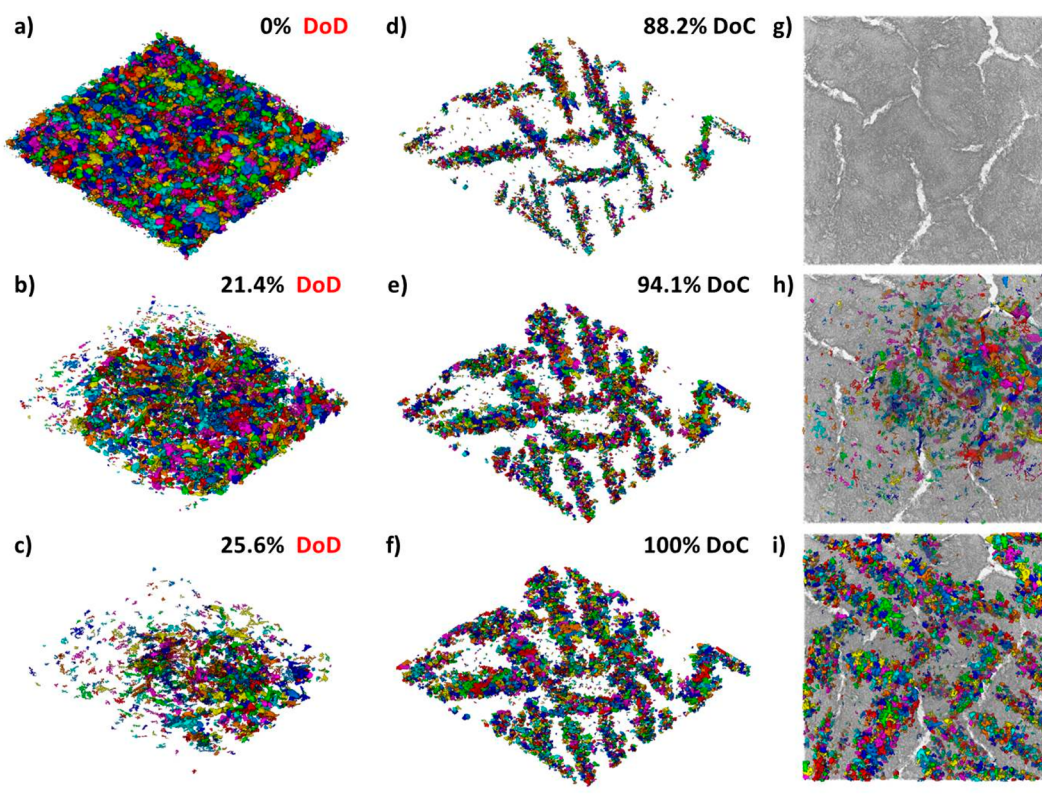 a) 0% DoD d) 88.2% DoC g)
b) 21.4% DoD e) 94.1% DoC h)
c) 25.6% DoD f) 100% DoC i)